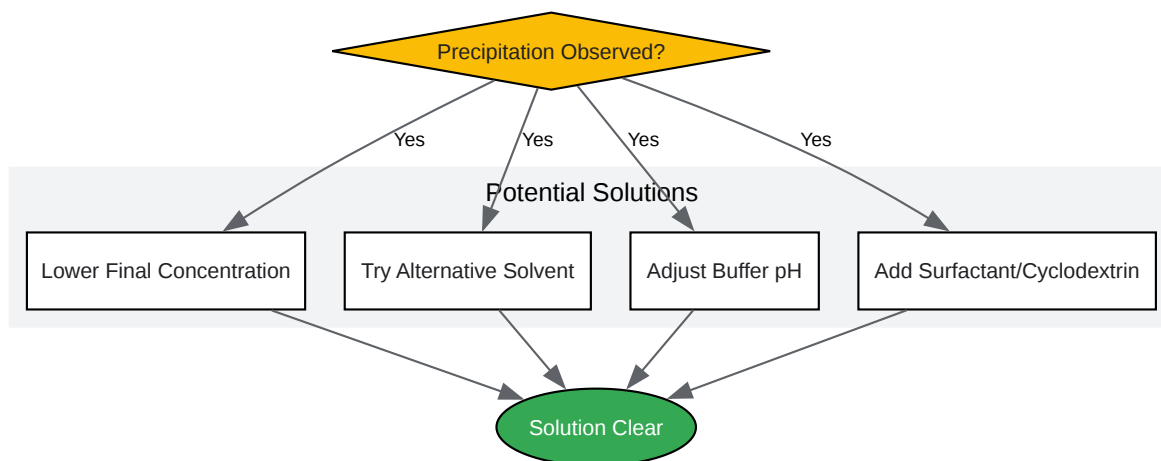 Precipitation Observed?
Yes
Yes
Yes
Yes
Potential Solutions
Lower Final Concentration
Try Alternative Solvent
Adjust Buffer pH
Add Surfactant/Cyclodextrin
Solution Clear